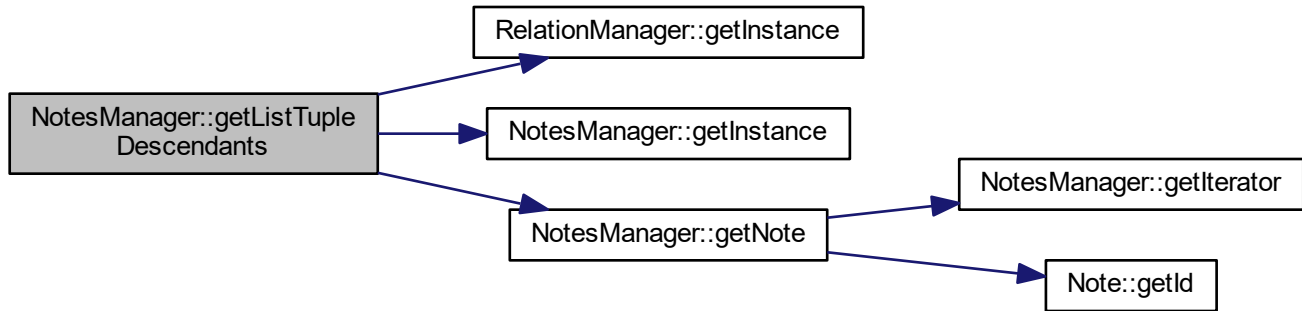 RelationManager::getInstance
NotesManager::getListTuple
Descendants
NotesManager::getInstance
NotesManager::getIterator
NotesManager::getNote
Note::getId